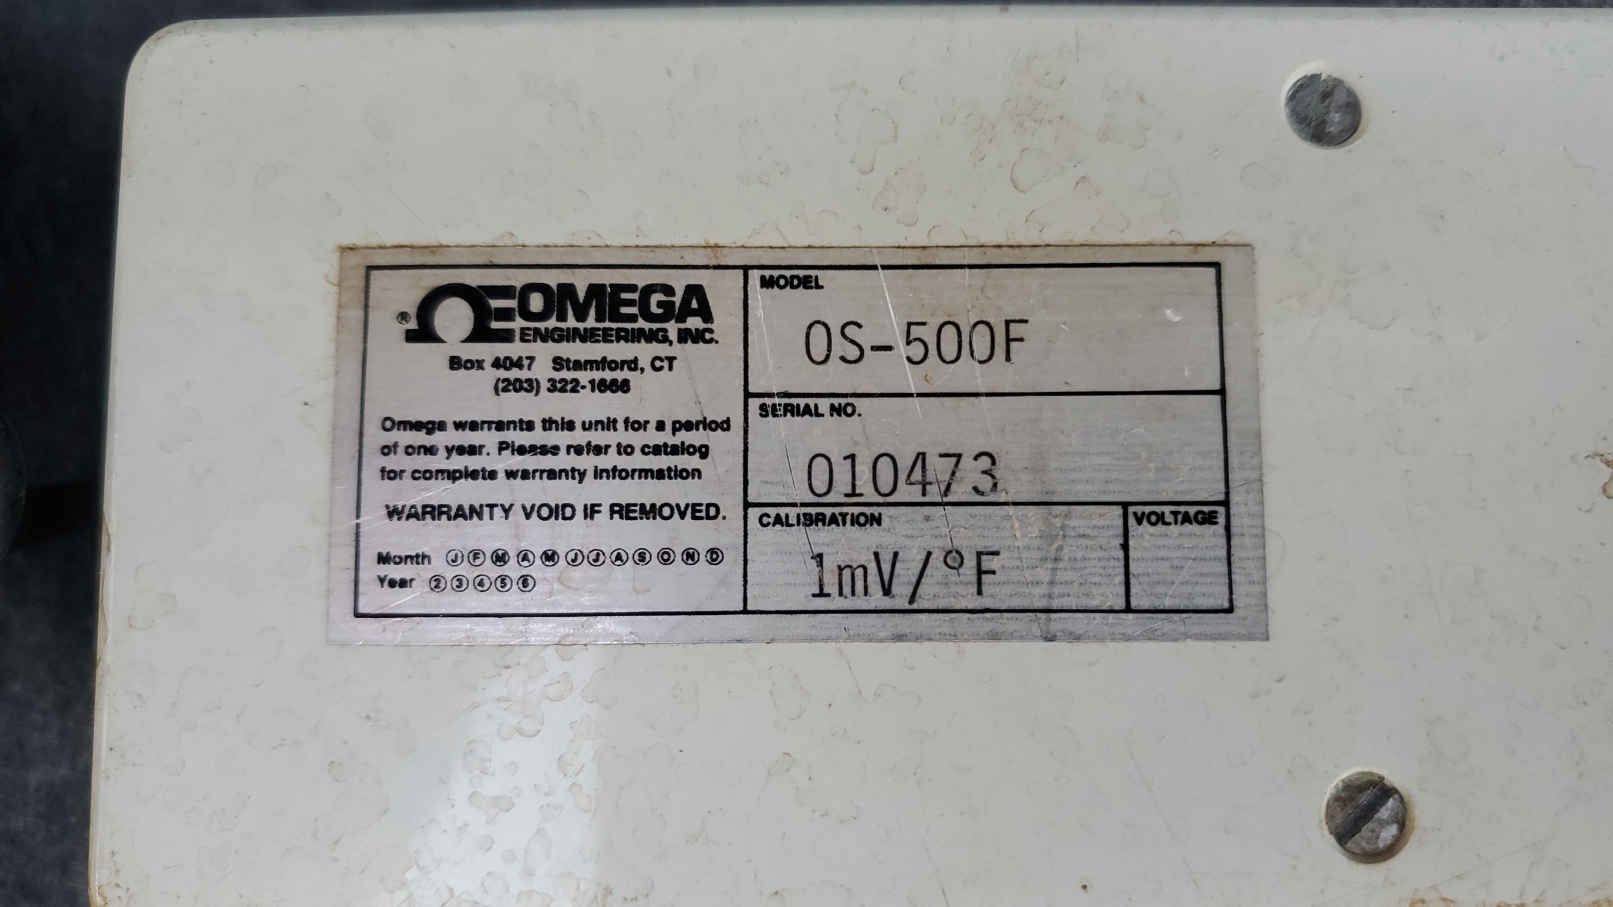 ® OMEGA
ENGINEERING, INC.
Box 4047 Stamford, CT
(203) 322-1666
Omega warrants this unit for a period
of one year. Please refer to catalog
for complete warranty information
WARRANTY VOID IF REMOVED.
Month Ⓙ Ⓕ Ⓜ Ⓐ Ⓜ Ⓙ Ⓙ Ⓐ Ⓢ Ⓞ Ⓝ Ⓓ
Year ② ③ ④ ⑤ ⑥
MODEL
OS-500F
SERIAL NO.
010473
CALIBRATION
1mV/°F
VOLTAGE